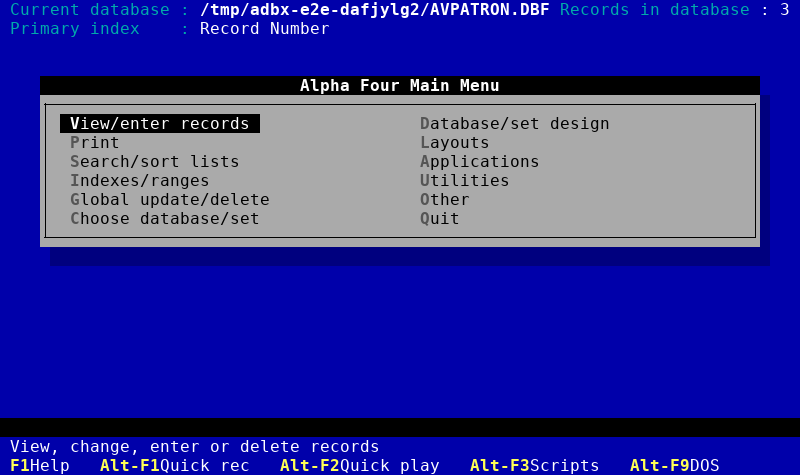 Current database : /tmp/adbx-e2e-dafjylg2/AVPATRON.DBF Records in database : 3
Primary index    : Record Number
Alpha Four Main Menu
View/enter records    Database/set design
Print    Layouts
Search/sort lists    Applications
Indexes/ranges    Utilities
Global update/delete    Other
Choose database/set    Quit
View, change, enter or delete records
F1Help   Alt-F1Quick rec   Alt-F2Quick play   Alt-F3Scripts   Alt-F9DOS